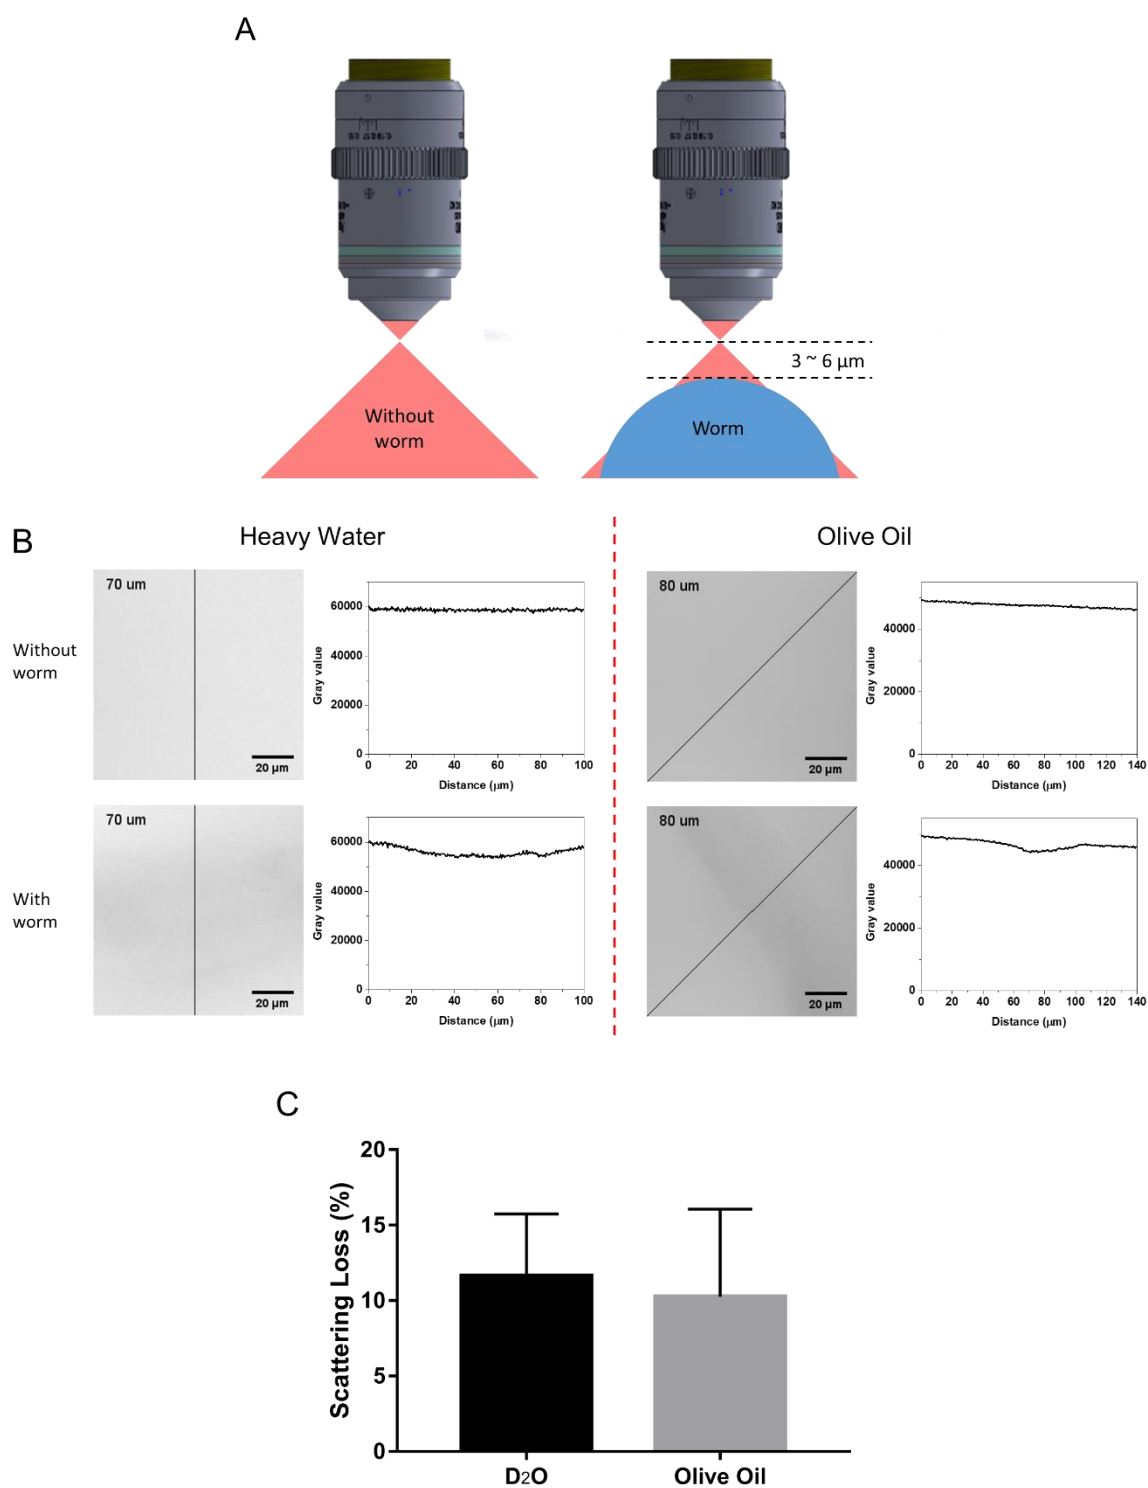 A
Without
worm
3 ~ 6 μm
Worm
B
Heavy Water
Olive Oil
Without
worm
70 um
20 μm
60000
40000
20000
0
Gray value
0 20 40 60 80 100
Distance (μm)
80 um
20 μm
40000
20000
0
Gray value
0 20 40 60 80 100 120 140
Distance (μm)
With
worm
70 um
20 μm
60000
40000
20000
0
Gray value
0 20 40 60 80 100
Distance (μm)
80 um
20 μm
40000
20000
0
Gray value
0 20 40 60 80 100 120 140
Distance (μm)
C
Scattering Loss (%)
20
15
10
5
0
D2O
Olive Oil